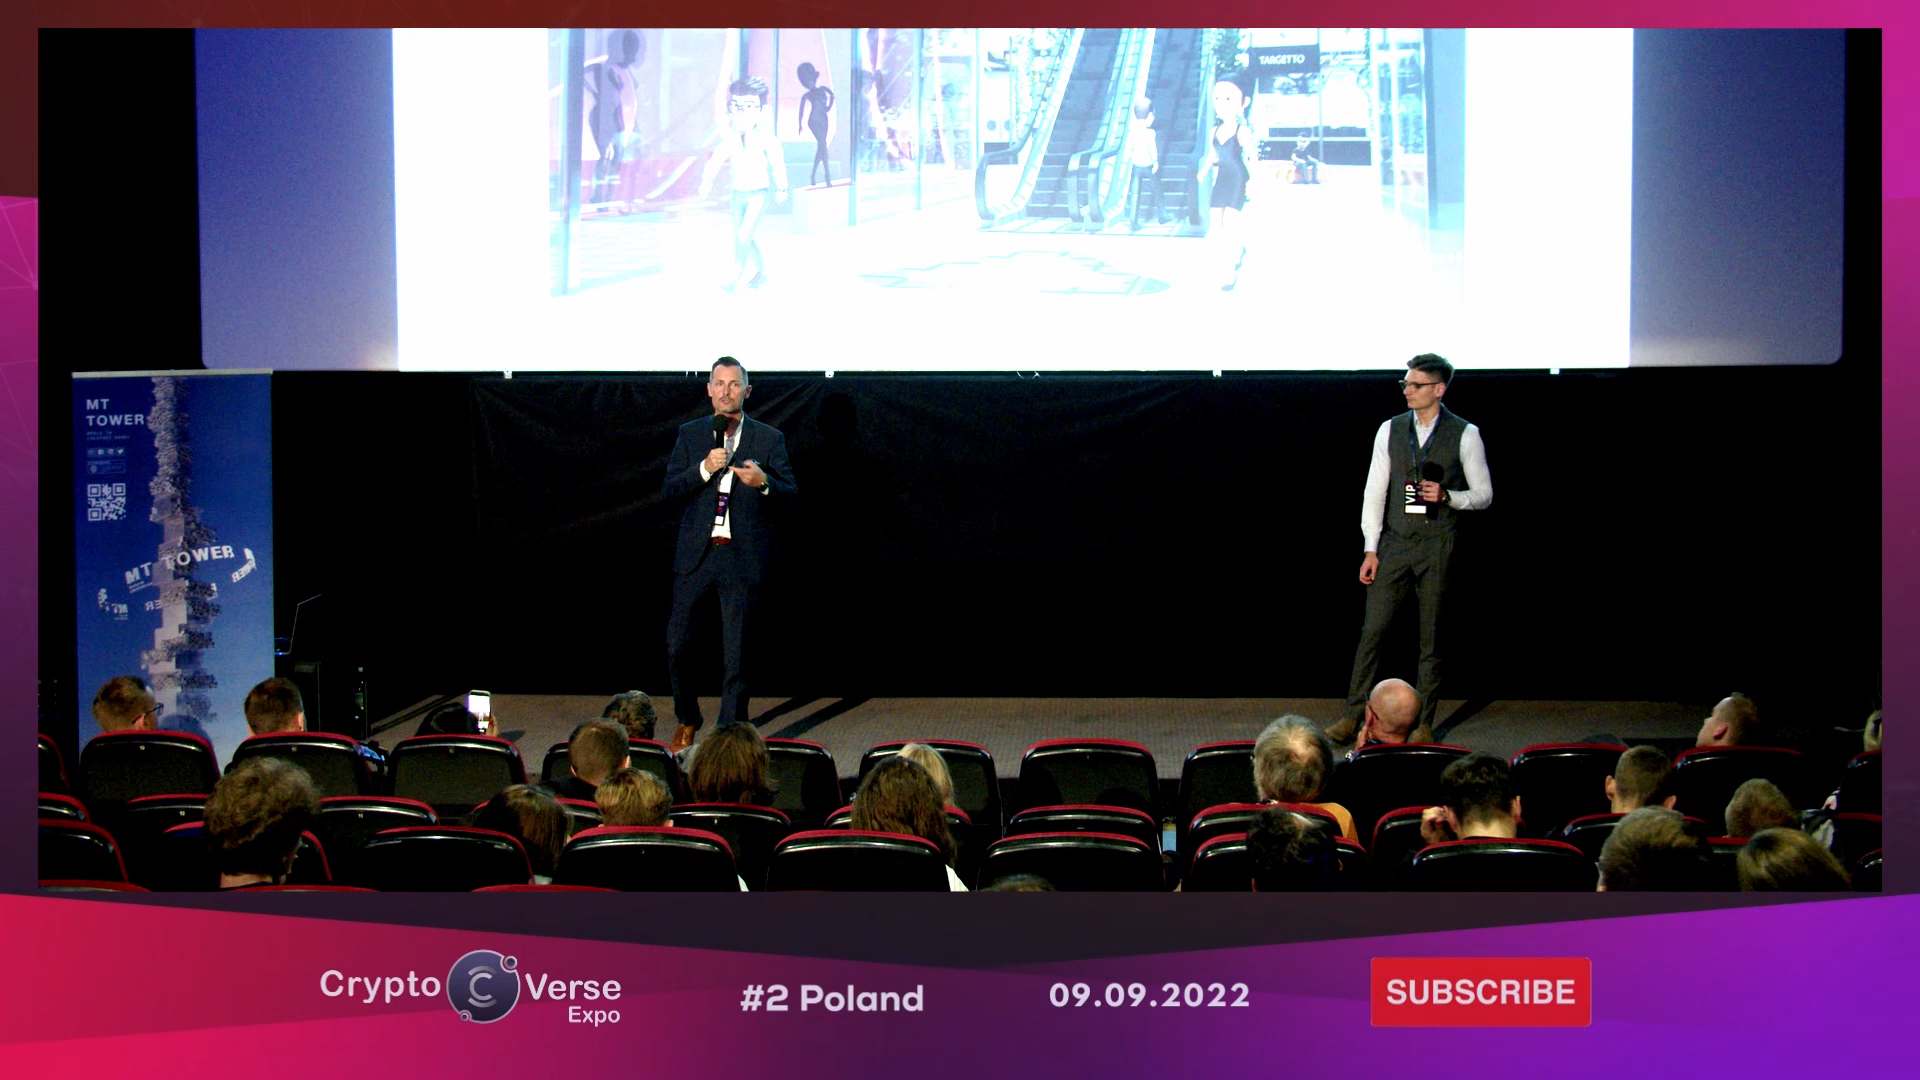 TARGETTO
MT
TOWER
MT TOWER
VIP
Crypto C Verse
Expo
#2 Poland
09.09.2022
SUBSCRIBE